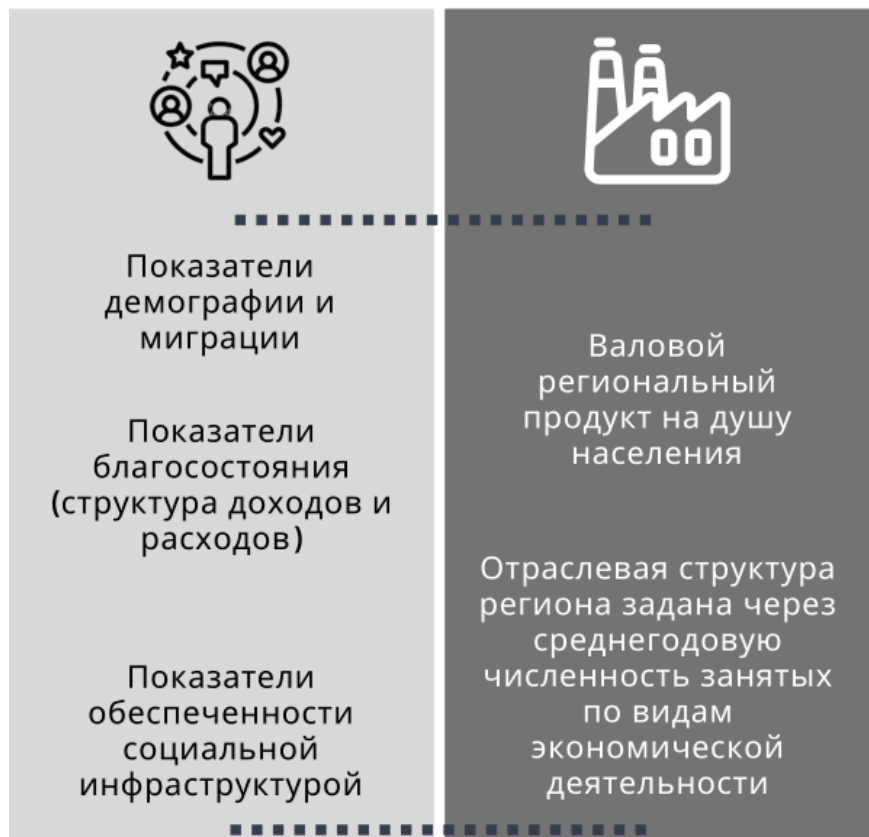 Показатели
демографии и
миграции
Показатели
благосостояния
(структура доходов и
расходов)
Показатели
обеспеченности
социальной
инфраструктурой
Валовой
региональный
продукт на душу
населения
Отраслевая структура
региона задана через
среднегодовую
численность занятых
по видам
экономической
деятельности